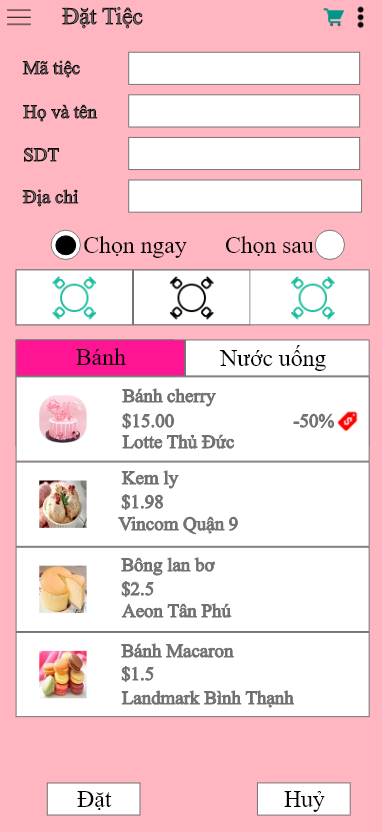 Đặt Tiệc
Mã tiệc
Họ và tên
SDT
Địa chỉ
Chọn ngay Chọn sau
Bánh Nước uống
Bánh cherry
$15.00 -50%
Lotte Thủ Đức
Kem ly
$1.98
Vincom Quận 9
Bông lan bơ
$2.5
Aeon Tân Phú
Bánh Macaron
$1.5
Landmark Bình Thạnh
Đặt Huỷ